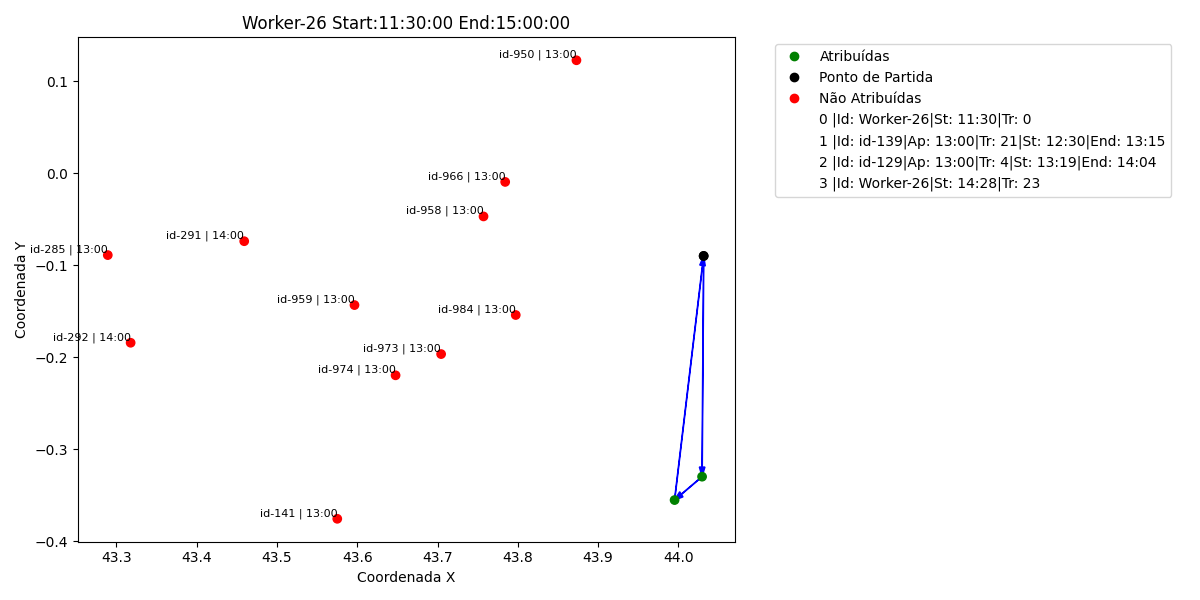 Worker-26 Start:11:30:00 End:15:00:00
Atribuídas
Ponto de Partida
Não Atribuídas
0 |Id: Worker-26|St: 11:30|Tr: 0
1 |Id: id-139|Ap: 13:00|Tr: 21|St: 12:30|End: 13:15
2 |Id: id-129|Ap: 13:00|Tr: 4|St: 13:19|End: 14:04
3 |Id: Worker-26|St: 14:28|Tr: 23
id-950 | 13:00
id-966 | 13:00
id-958 | 13:00
id-291 | 14:00
id-285 | 13:00
id-959 | 13:00
id-984 | 13:00
id-292 | 14:00
id-973 | 13:00
id-974 | 13:00
id-141 | 13:00
Coordenada Y
0.1
0.0
−0.1
−0.2
−0.3
−0.4
43.3
43.4
43.5
43.6
43.7
43.8
43.9
44.0
Coordenada X